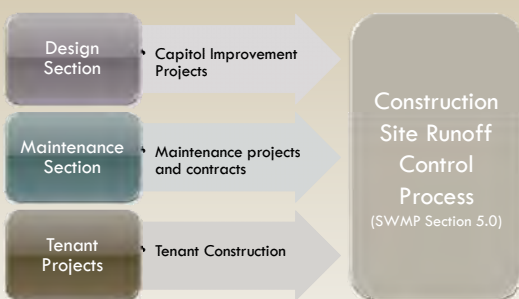 Design
Section
Capitol Improvement
Projects
Maintenance
Section
Maintenance projects
and contracts
Tenant
Projects
Tenant Construction
Construction
Site Runoff
Control
Process
(SWMP Section 5.0)